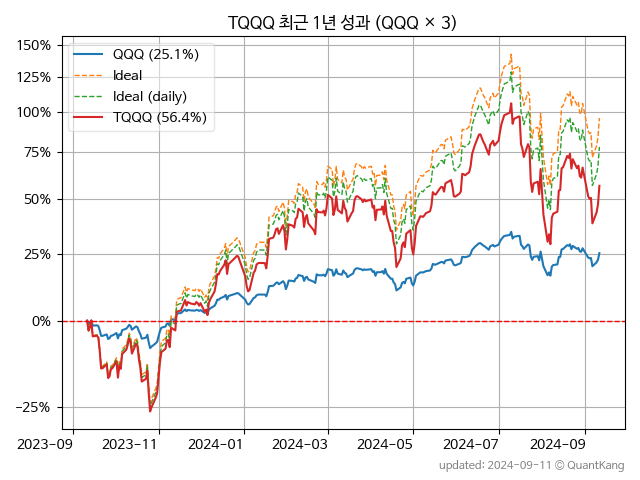 TQQQ 최근 1년 성과 (QQQ × 3)
150%
125%
100%
75%
50%
25%
0%
−25%
QQQ (25.1%)
Ideal
Ideal (daily)
TQQQ (56.4%)
2023-09
2023-11
2024-01
2024-03
2024-05
2024-07
2024-09
updated: 2024-09-11 © QuantKang